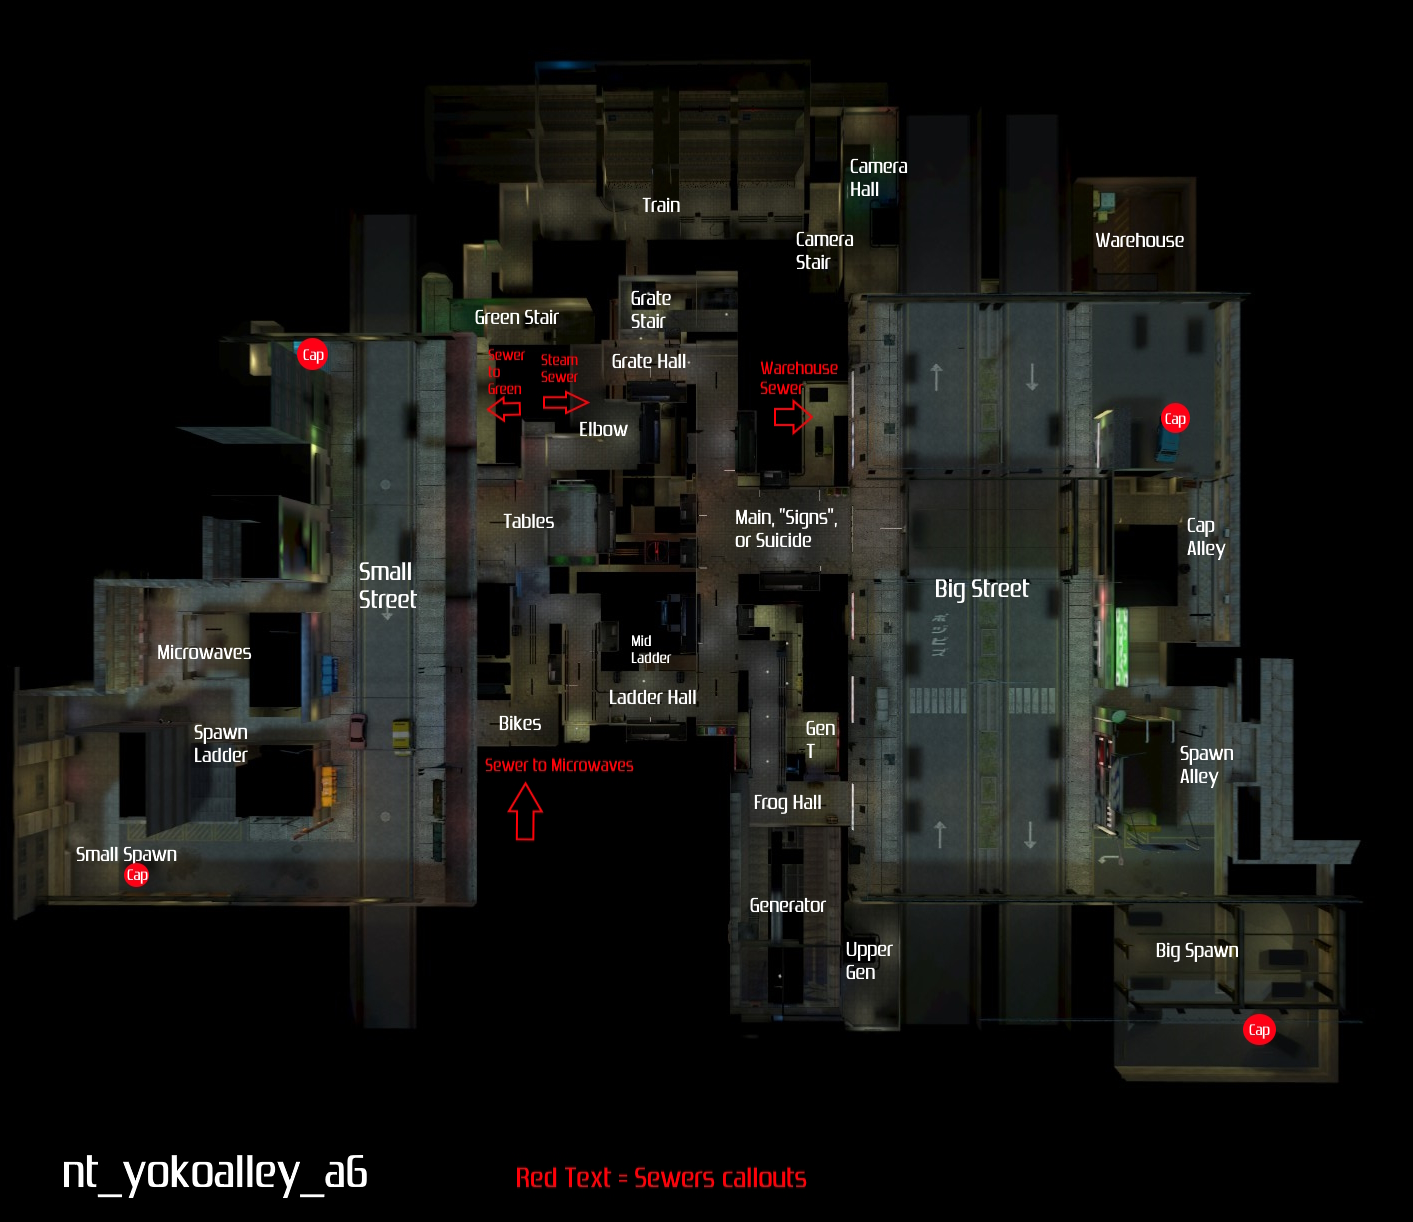 Camera
Hall
Train
Camera
Stair
Warehouse
Grate
Stair
Green Stair
Cap
Sewer
to
Green
Steam
Sewer
Grate Hall
Warehouse
Sewer
Cap
Elbow
Tables
Main, "Signs",
or Suicide
Cap
Alley
Small
Street
Big Street
Microwaves
Mid
Ladder
Ladder Hall
Spawn
Ladder
Bikes
Gen
T
Spawn
Alley
Sewer to Microwaves
Frog Hall
Small Spawn
Cap
Generator
Upper
Gen
Big Spawn
Cap
nt_yokoalley_a6
Red Text = Sewers callouts